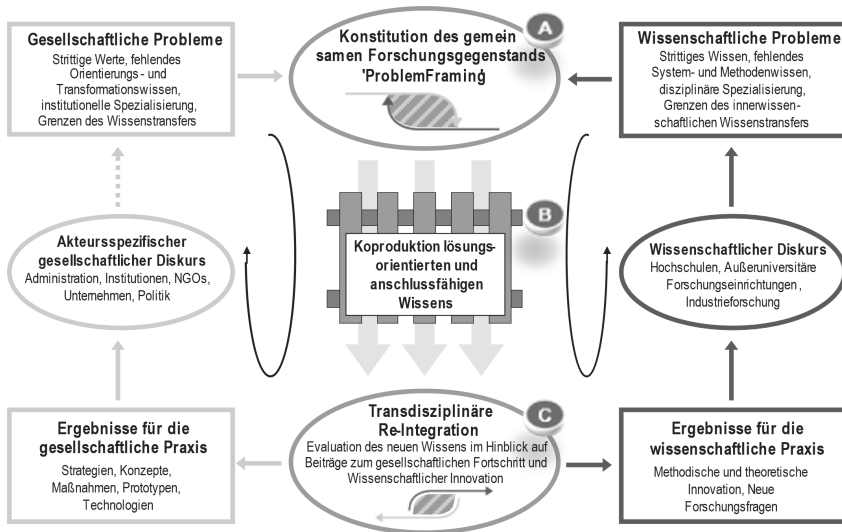 Gesellschaftliche Probleme
Strittige Werte, fehlendes
Orientierungs - und
Transformationswissen,
institutionelle Spezialisierung,
Grenzen des Wissenstransfers
A
Konstitution des gemein
samen Forschungsgegenstands
'ProblemFraming'
Wissenschaftliche Probleme
Strittiges Wissen, fehlendes
System- und Methodenwissen,
disziplinäre Spezialisierung,
Grenzen des innerwissen-
schaftlichen Wissenstransfers
Akteursspezifischer
gesellschaftlicher Diskurs
Administration, Institutionen, NGOs,
Unternehmen, Politik
B
Koproduktion lösungs-
orientierten und
anschlussfähigen
Wissens
Wissenschaftlicher Diskurs
Hochschulen, Außeruniversitäre
Forschungseinrichtungen ,
Industrieforschung
Ergebnisse für die
gesellschaftliche Praxis
Strategien, Konzepte,
Maßnahmen, Prototypen,
Technologien
C
Transdisziplinäre
Re-Integration
Evaluation des neuen Wissens im Hinblick auf
Beiträge zum gesellschaftlichen Fortschritt und
Wissenschaftlicher Innovation
Ergebnisse für die
wissenschaftliche Praxis
Methodische und theoretische
Innovation, Neue
Forschungsfragen